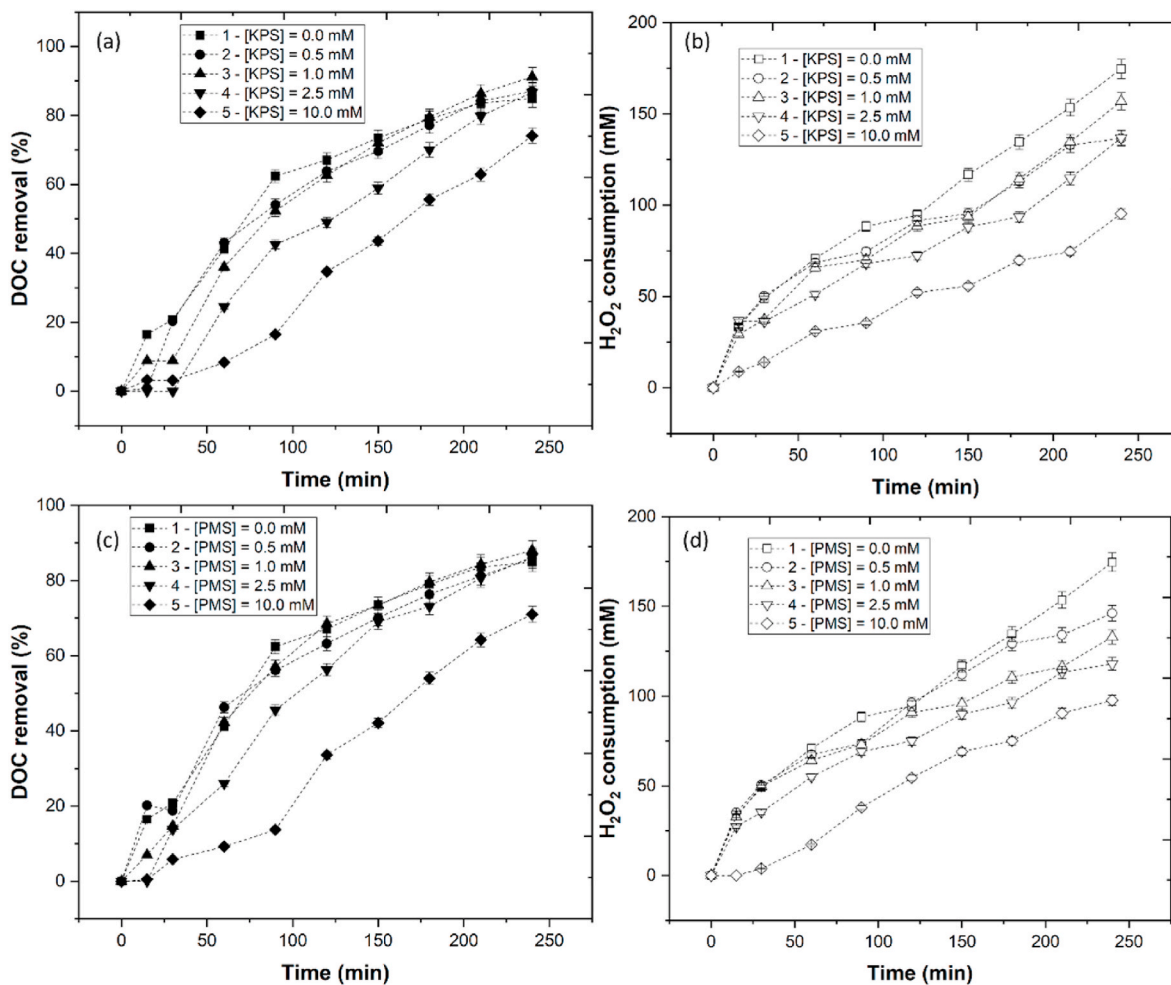 (a)
1 - [KPS] = 0.0 mM
2 - [KPS] = 0.5 mM
3 - [KPS] = 1.0 mM
4 - [KPS] = 2.5 mM
5 - [KPS] = 10.0 mM
DOC removal (%)
100
80
60
40
20
0
0 50 100 150 200 250
Time (min)
(b)
1 - [KPS] = 0.0 mM
2 - [KPS] = 0.5 mM
3 - [KPS] = 1.0 mM
4 - [KPS] = 2.5 mM
5 - [KPS] = 10.0 mM
H₂O₂ consumption (mM)
200
150
100
50
0
0 50 100 150 200 250
Time (min)
(c)
1 - [PMS] = 0.0 mM
2 - [PMS] = 0.5 mM
3 - [PMS] = 1.0 mM
4 - [PMS] = 2.5 mM
5 - [PMS] = 10.0 mM
DOC removal (%)
100
80
60
40
20
0
0 50 100 150 200 250
Time (min)
(d)
1 - [PMS] = 0.0 mM
2 - [PMS] = 0.5 mM
3 - [PMS] = 1.0 mM
4 - [PMS] = 2.5 mM
5 - [PMS] = 10.0 mM
H₂O₂ consumption (mM)
200
150
100
50
0
0 50 100 150 200 250
Time (min)